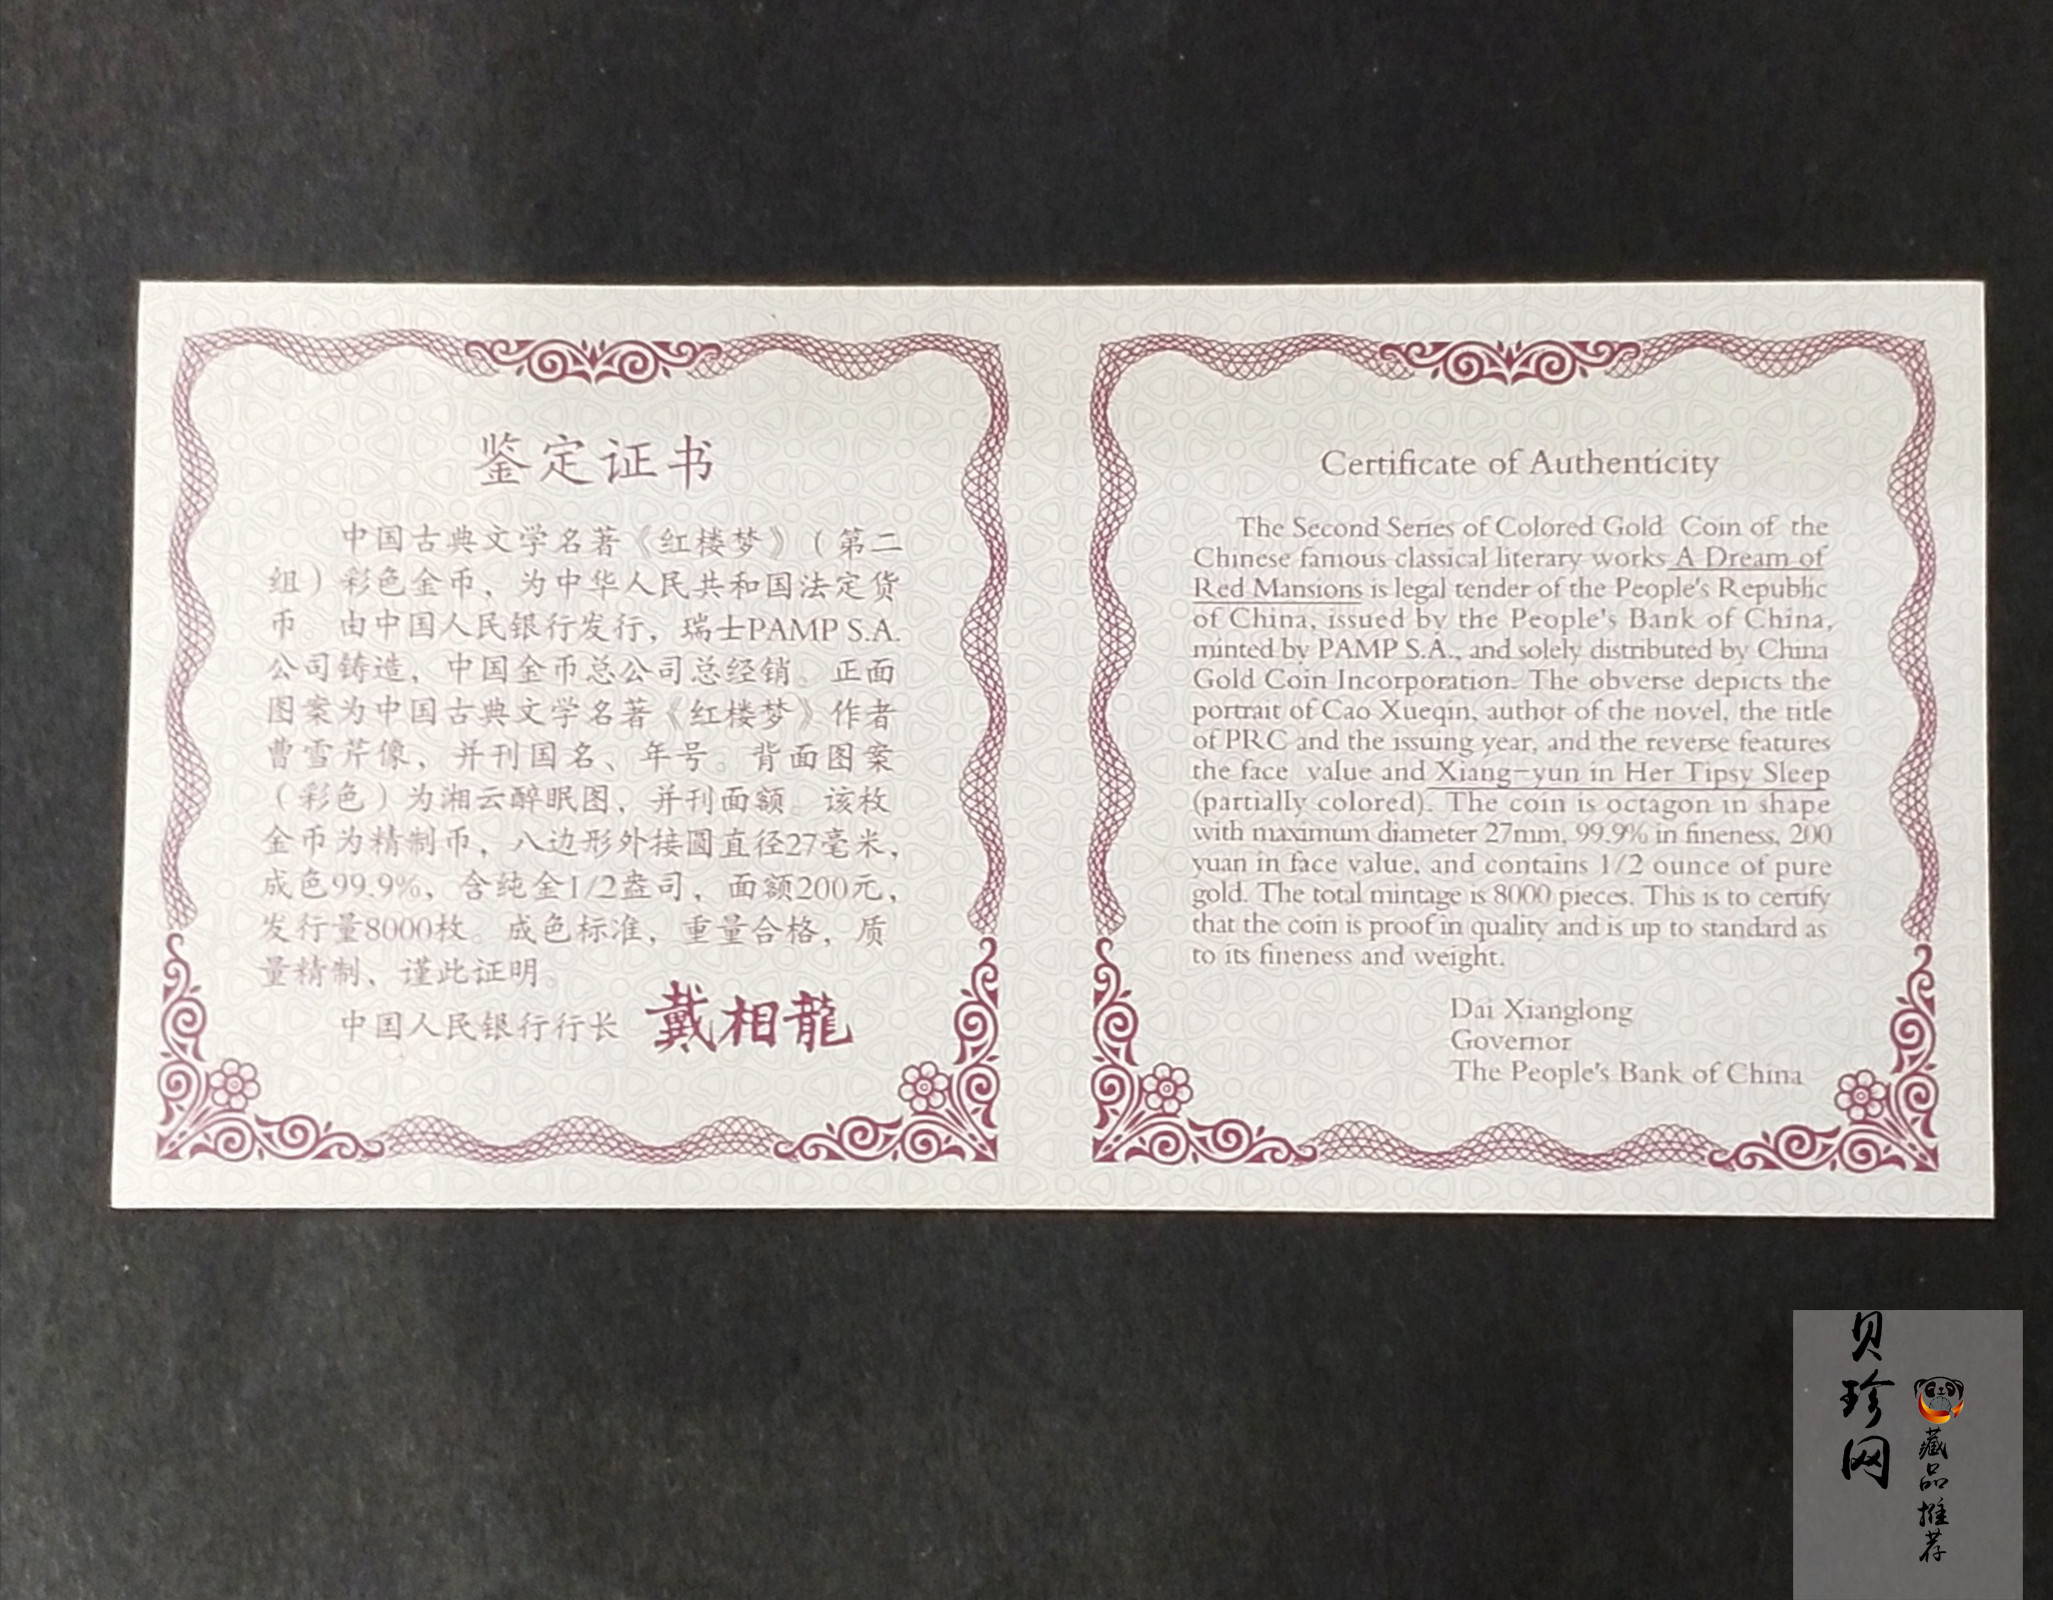 鉴定证书
中国古典文学名著《红楼梦》(第二
组)彩色金币，为中华人民共和国法定货
币。由中国人民银行发行，瑞士PAMP S.A.
公司铸造，中国金币总公司总经销。正面
图案为中国古典文学名著《红楼梦》作者
曹雪芹像，并刊国名、年号。背面图案
(彩色)为湘云醉眠图，并刊面额。该枚
金币为精制币，八边形外接圆直径27毫米，
成色99.9%，含纯金1/2盎司，面额200元，
发行量8000枚。成色标准，重量合格，质
量精制、谨此证明。
中国人民银行行长 戴相龍
Certificate of Authenticity
The Second Series of Colored Gold Coin of the
Chinese famous classical literary works A Dream of
Red Mansions is legal tender of the People's Republic
of China, issued by the People's Bank of China,
minted by PAMP S.A., and solely distributed by China
Gold Coin Incorporation. The obverse depicts the
portrait of Cao Xueqin, author of the novel, the title
of PRC and the issuing year, and the reverse features
the face value and Xiang-yun in Her Tipsy Sleep
(partially colored). The coin is octagon in shape
with maximum diameter 27mm, 99.9% in fineness, 200
yuan in face value, and contains 1/2 ounce of pure
gold. The total mintage is 8000 pieces. This is to certify
that the coin is proof in quality and is up to standard as
to its fineness and weight.
Dai Xianglong
Governor
The People's Bank of China
贝珍网
藏品推荐